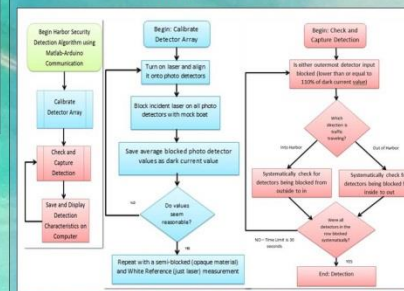 Begin Harbor Security
Detection Algorithm using
Matlab-Arduino
Communication
Calibrate
Detector Array
Check and
Capture
Detection
Save and Display
Detection
Characteristics on
Computer
Begin: Calibrate
Detector Array
Turn on laser and align
it onto photo detectors
Block incident laser on all photo
detectors with mock boat
Save average blocked photo detector
values as dark current value
NO
Do values
seem
reasonable?
YES
Repeat with a semi-blocked (opaque material)
and White Reference (just laser) measurement
Begin: Check and
Capture Detection
Is either outermost detector input
blocked (lower than or equal to
110% of dark current value)
Which
direction is
traffic
traveling?
Into Harbor
Out of Harbor
Systematically check for
detectors being blocked from
outside to in
Systematically check f
detectors being blocked f
inside to out
Were all
detectors in the
row blocked
systematically?
NO – Time Limit is 30
seconds
YES
End: Detection